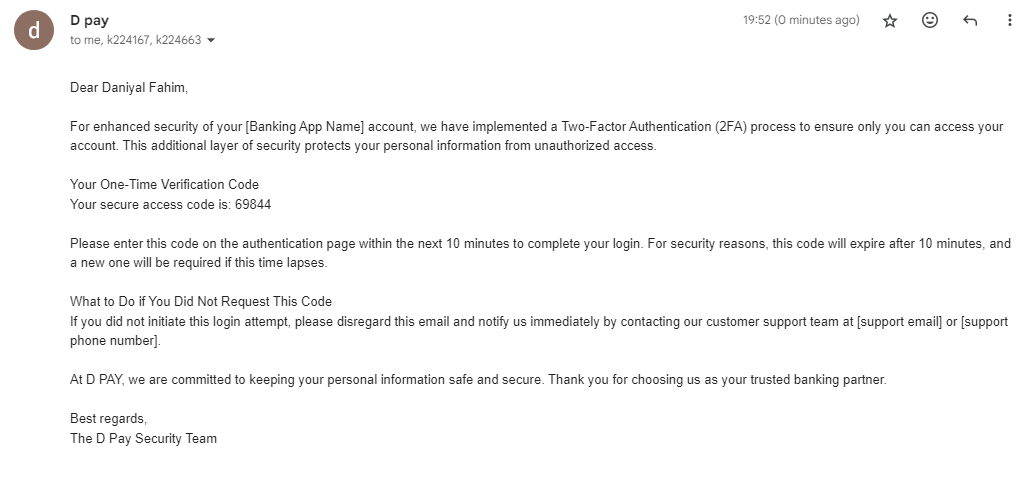 d
D pay
19:52 (0 minutes ago)
to me, k224167, k224663
Dear Daniyal Fahim,
For enhanced security of your [Banking App Name] account, we have implemented a Two-Factor Authentication (2FA) process to ensure only you can access your
account. This additional layer of security protects your personal information from unauthorized access.
Your One-Time Verification Code
Your secure access code is: 69844
Please enter this code on the authentication page within the next 10 minutes to complete your login. For security reasons, this code will expire after 10 minutes, and
a new one will be required if this time lapses.
What to Do if You Did Not Request This Code
If you did not initiate this login attempt, please disregard this email and notify us immediately by contacting our customer support team at [support email] or [support
phone number].
At D PAY, we are committed to keeping your personal information safe and secure. Thank you for choosing us as your trusted banking partner.
Best regards,
The D Pay Security Team